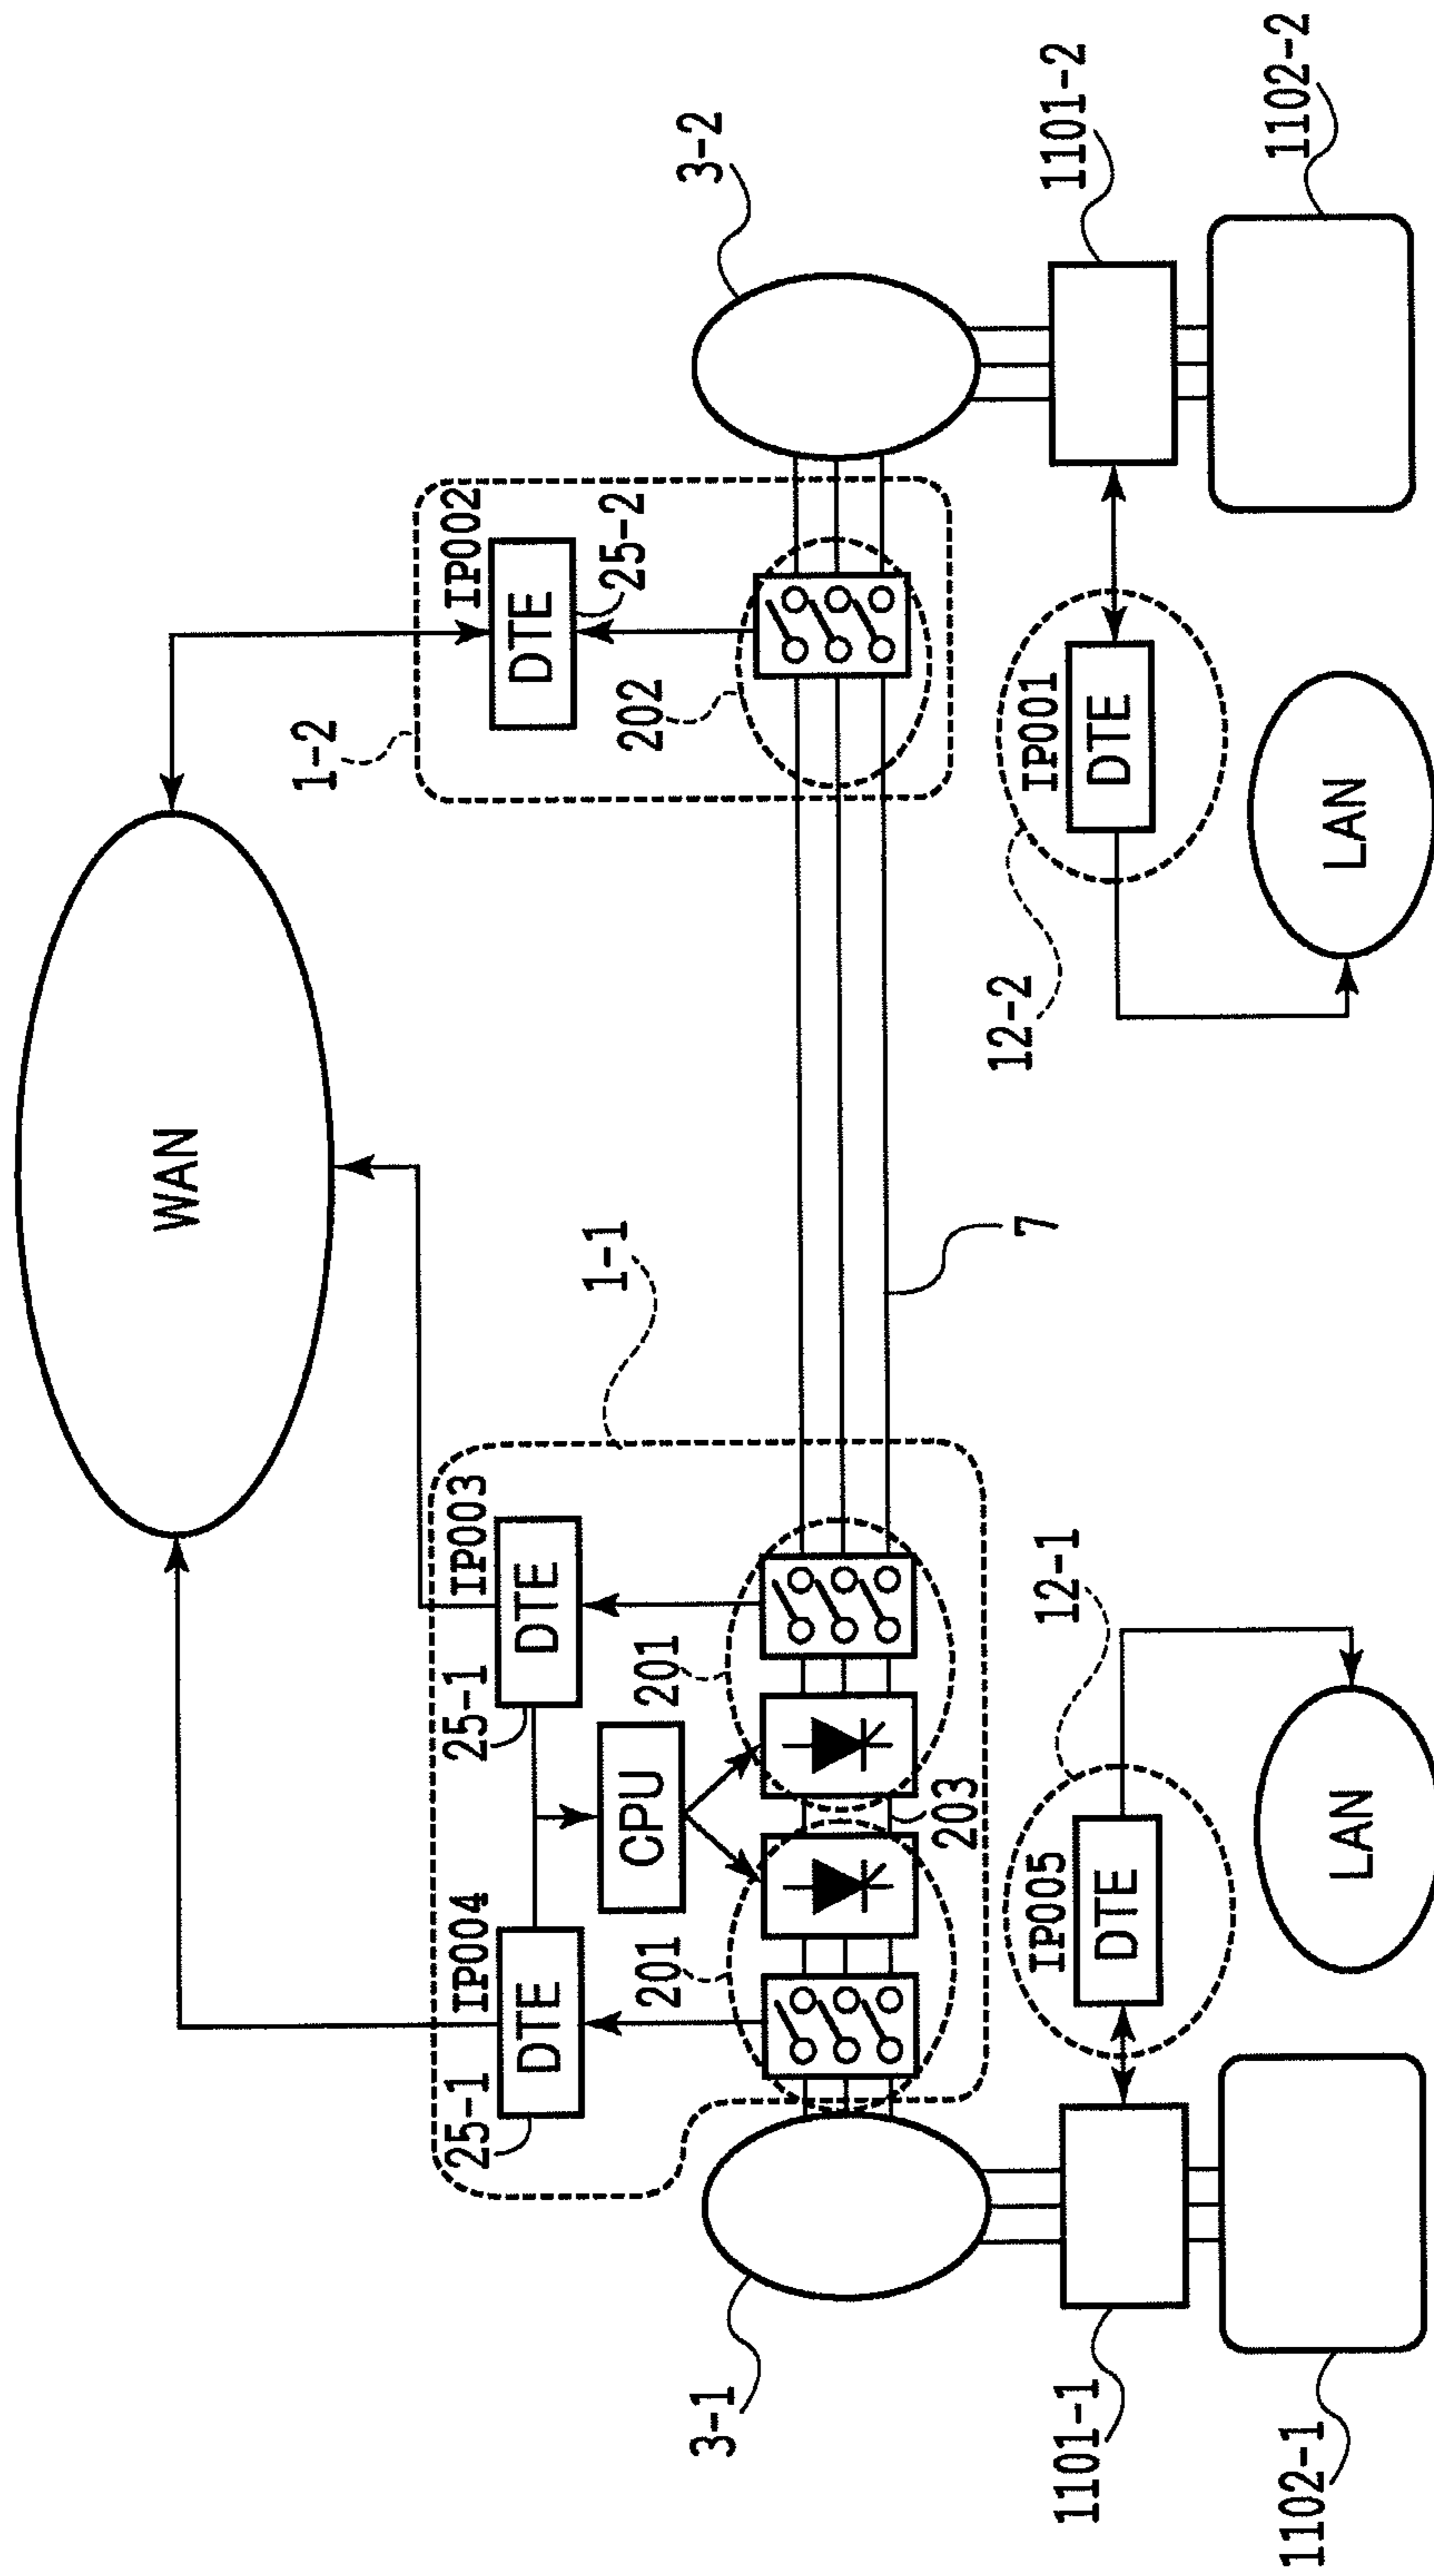 WAN
1-1
1-2
IP004
IP003
IP002
25-1
DTE
25-1
DTE
DTE
25-2
CPU
201
201
202
3-1
3-2
203
7
IP005
12-1
12-2
IP001
1101-1
DTE
DTE
1101-2
1102-1
LAN
LAN
1102-2